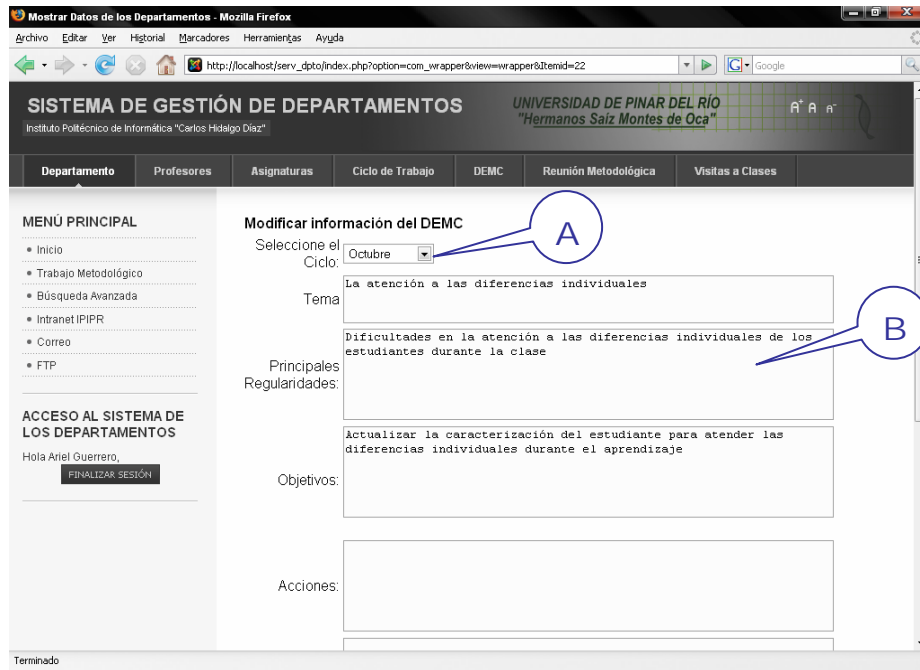 Mostrar Datos de los Departamentos - Mozilla Firefox
Archivo Editar Ver Historial Marcadores Herramientas Ayuda
http://localhost/serv_dpto/index.php?option=com_wrapper&view=wrapper&Itemid=22
G Google
SISTEMA DE GESTIÓN DE DEPARTAMENTOS
Instituto Politécnico de Informática "Carlos Hidalgo Díaz"
UNIVERSIDAD DE PINAR DEL RÍO
"Hermanos Saíz Montes de Oca"
A+ A A-
Departamento Profesores Asignaturas Ciclo de Trabajo DEMC Reunión Metodológica Visitas a Clases
MENÚ PRINCIPAL
Inicio
Trabajo Metodológico
Búsqueda Avanzada
Intranet IPIPR
Correo
FTP
ACCESO AL SISTEMA DE
LOS DEPARTAMENTOS
Hola Ariel Guerrero,
FINALIZAR SESIÓN
Modificar información del DEMC
Seleccione el
Ciclo:
Octubre
A
Tema
La atención a las diferencias individuales
Principales
Regularidades:
Dificultades en la atención a las diferencias individuales de los
estudiantes durante la clase
B
Objetivos:
Actualizar la caracterización del estudiante para atender las
diferencias individuales durante el aprendizaje
Acciones:
Terminado